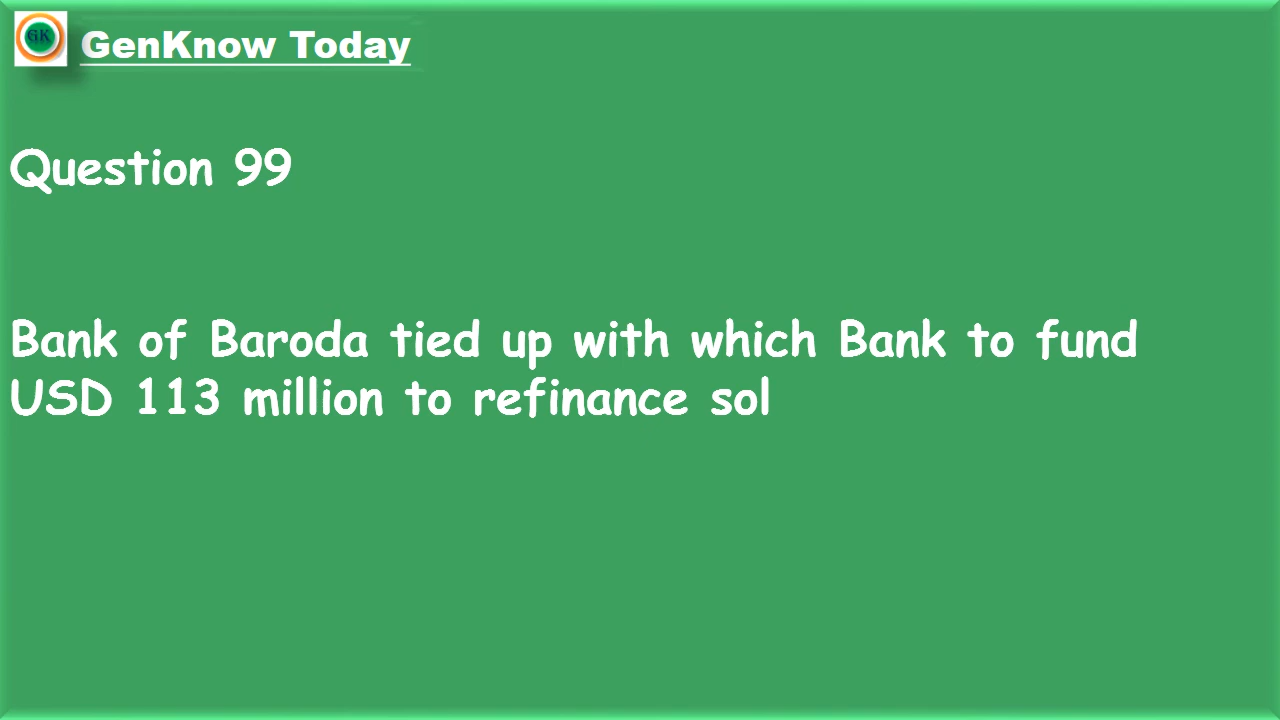 GK
GenKnow Today
Question 99
Bank of Baroda tied up with which Bank to fund
USD 113 million to refinance sol